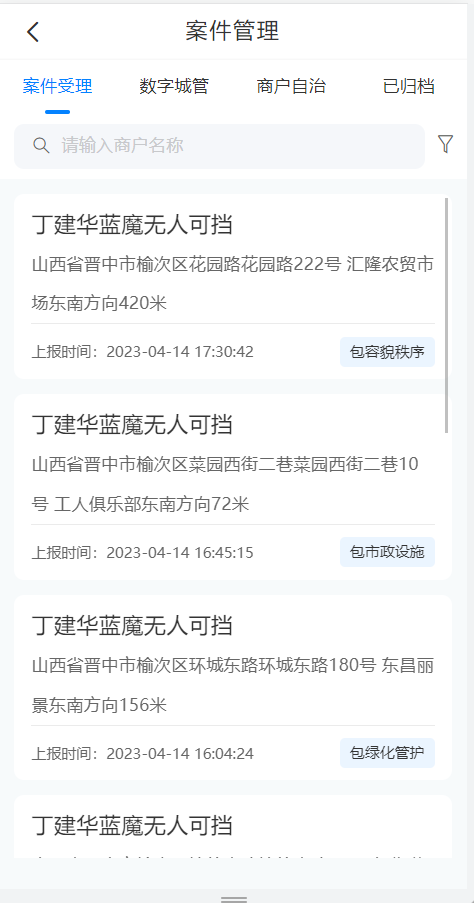 案件管理
案件受理 数字城管 商户自治 已归档
请输入商户名称
丁建华蓝魔无人可挡
山西省晋中市榆次区花园路花园路222号 汇隆农贸市
场东南方向420米
上报时间：2023-04-14 17:30:42 包容貌秩序
丁建华蓝魔无人可挡
山西省晋中市榆次区菜园西街二巷菜园西街二巷10
号 工人俱乐部东南方向72米
上报时间：2023-04-14 16:45:15 包市政设施
丁建华蓝魔无人可挡
山西省晋中市榆次区环城东路环城东路180号 东昌丽
景东南方向156米
上报时间：2023-04-14 16:04:24 包绿化管护
丁建华蓝魔无人可挡